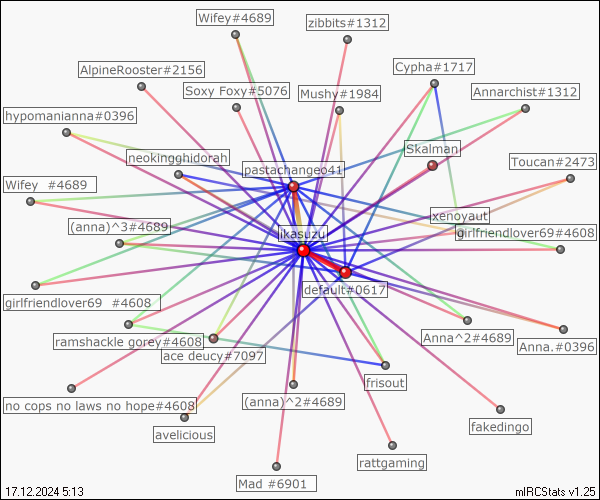 Wifey#4689
zibbits#1312
AlpineRooster#2156
Cypha#1717
Soxy Foxy#5076
Mushy#1984
Annarchist#1312
hypomanianna#0396
neokingghidorah
Skalman
pastachangeo41
Toucan#2473
Wifey  #4689
xenoyaut
(anna)^3#4689
ikasuzu
girlfriendlover69#4608
default#0617
girlfriendlover69  #4608
ramshackle gorey#4608
Anna^2#4689
Anna.#0396
ace deucy#7097
frisout
no cops no laws no hope#4608
(anna)^2#4689
fakedingo
avelicious
rattgaming
Mad #6901
17.12.2024 5:13
mIRCStats v1.25